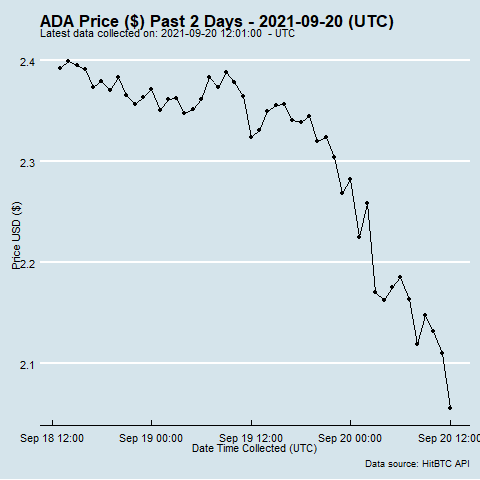 ADA Price ($) Past 2 Days - 2021-09-20 (UTC)
Latest data collected on: 2021-09-20 12:01:00 - UTC
2.4
2.3
2.2
2.1
Price USD ($)
Sep 18 12:00 Sep 19 00:00 Sep 19 12:00 Sep 20 00:00 Sep 20 12:00
Date Time Collected (UTC)
Data source: HitBTC API